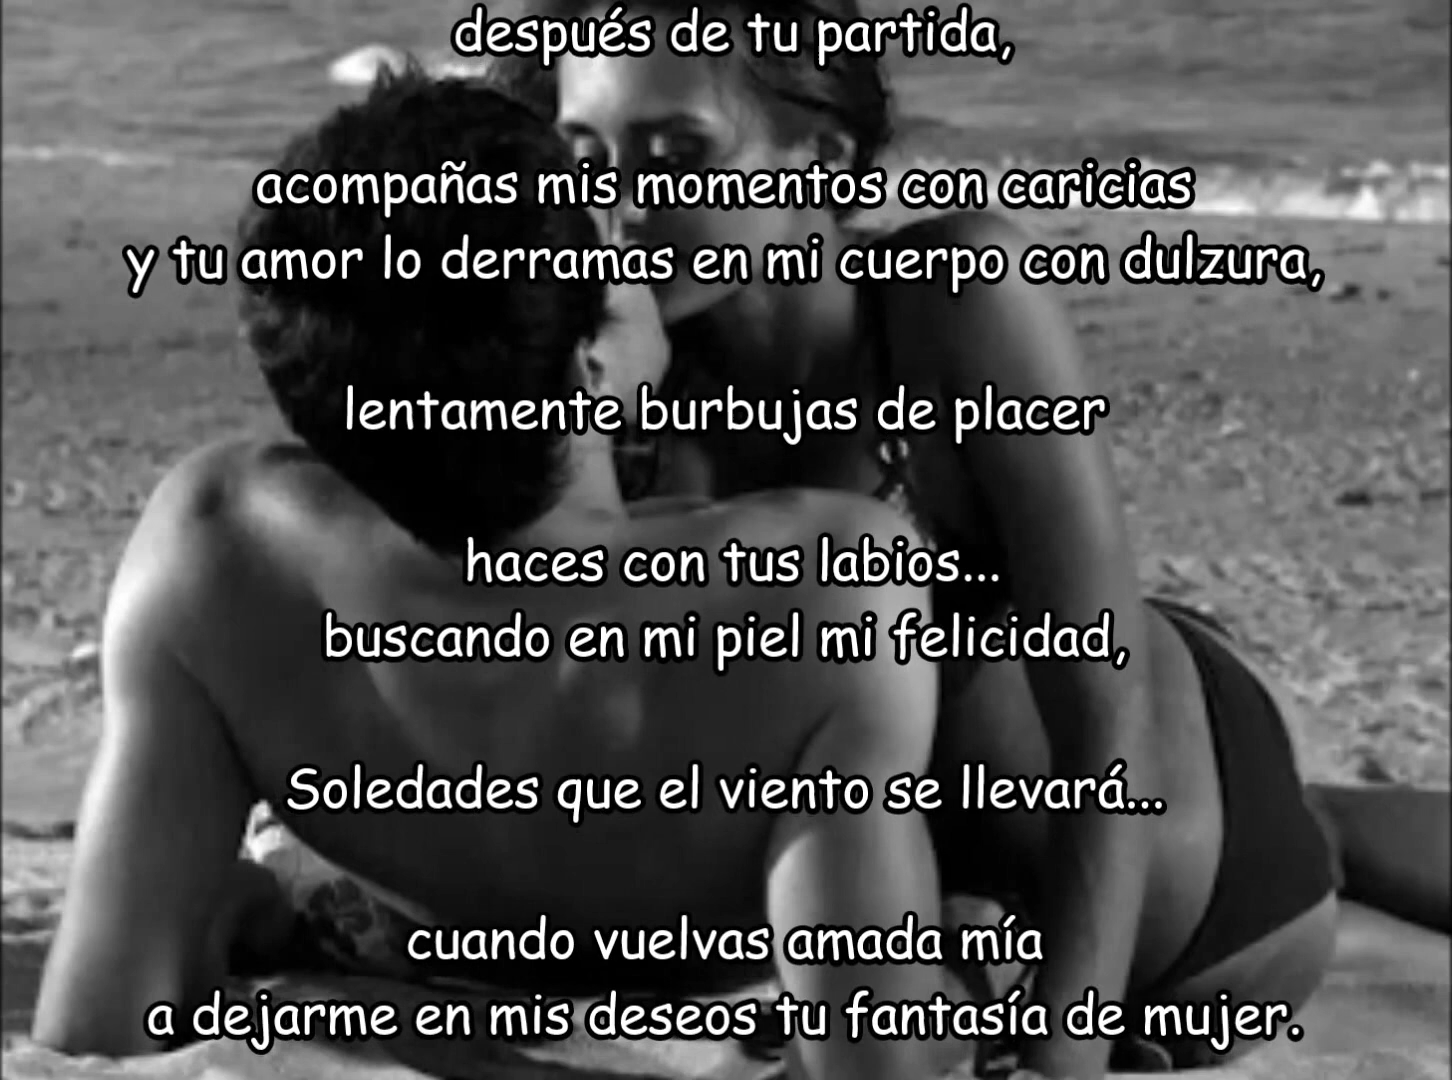 después de tu partida,
acompañas mis momentos con caricias
y tu amor lo derramas en mi cuerpo con dulzura,
lentamente burbujas de placer
haces con tus labios...
buscando en mi piel mi felicidad,
Soledades que el viento se llevará...
cuando vuelvas amada mía
a dejarme en mis deseos tu fantasía de mujer.